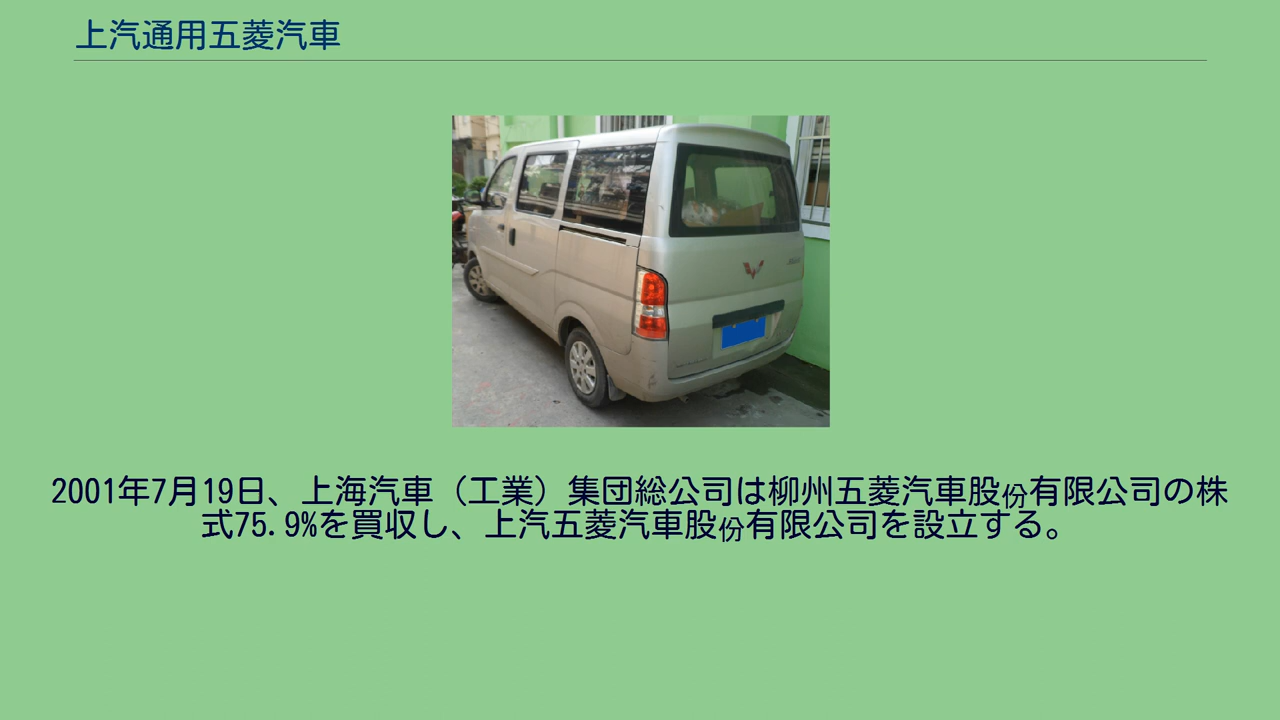 上汽通用五菱汽車
2001年7月19日、上海汽車（工業）集団総公司は柳州五菱汽車股份有限公司の株
式75.9%を買収し、上汽五菱汽車股份有限公司を設立する。